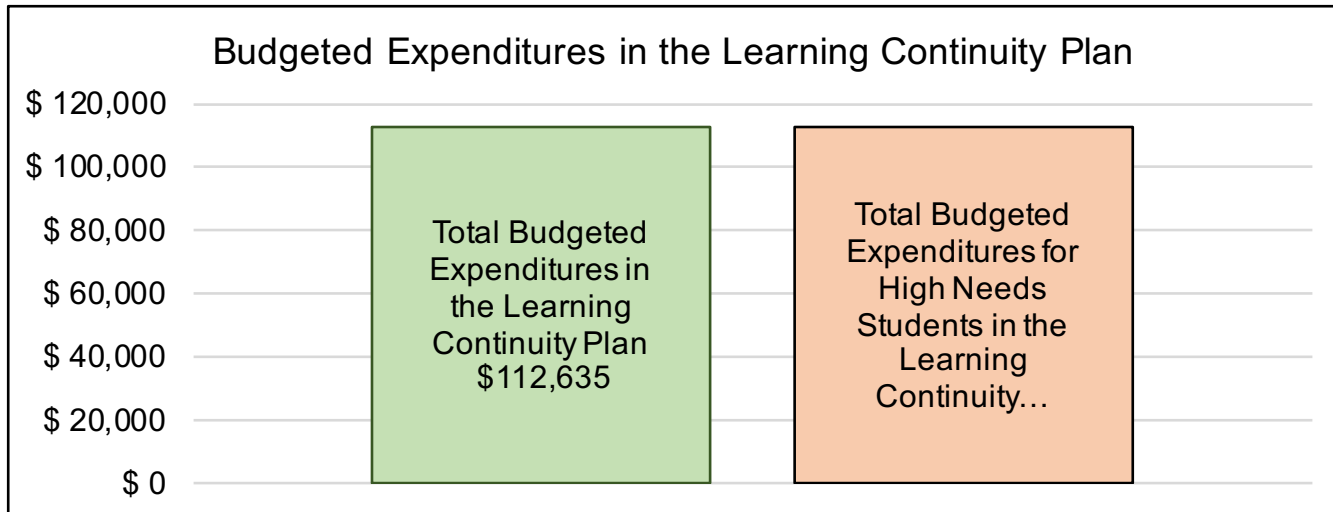 Budgeted Expenditures in the Learning Continuity Plan
$ 120,000
$ 100,000
$ 80,000
$ 60,000
$ 40,000
$ 20,000
$ 0
Total Budgeted
Expenditures in
the Learning
Continuity Plan
$112,635
Total Budgeted
Expenditures for
High Needs
Students in the
Learning
Continuity…